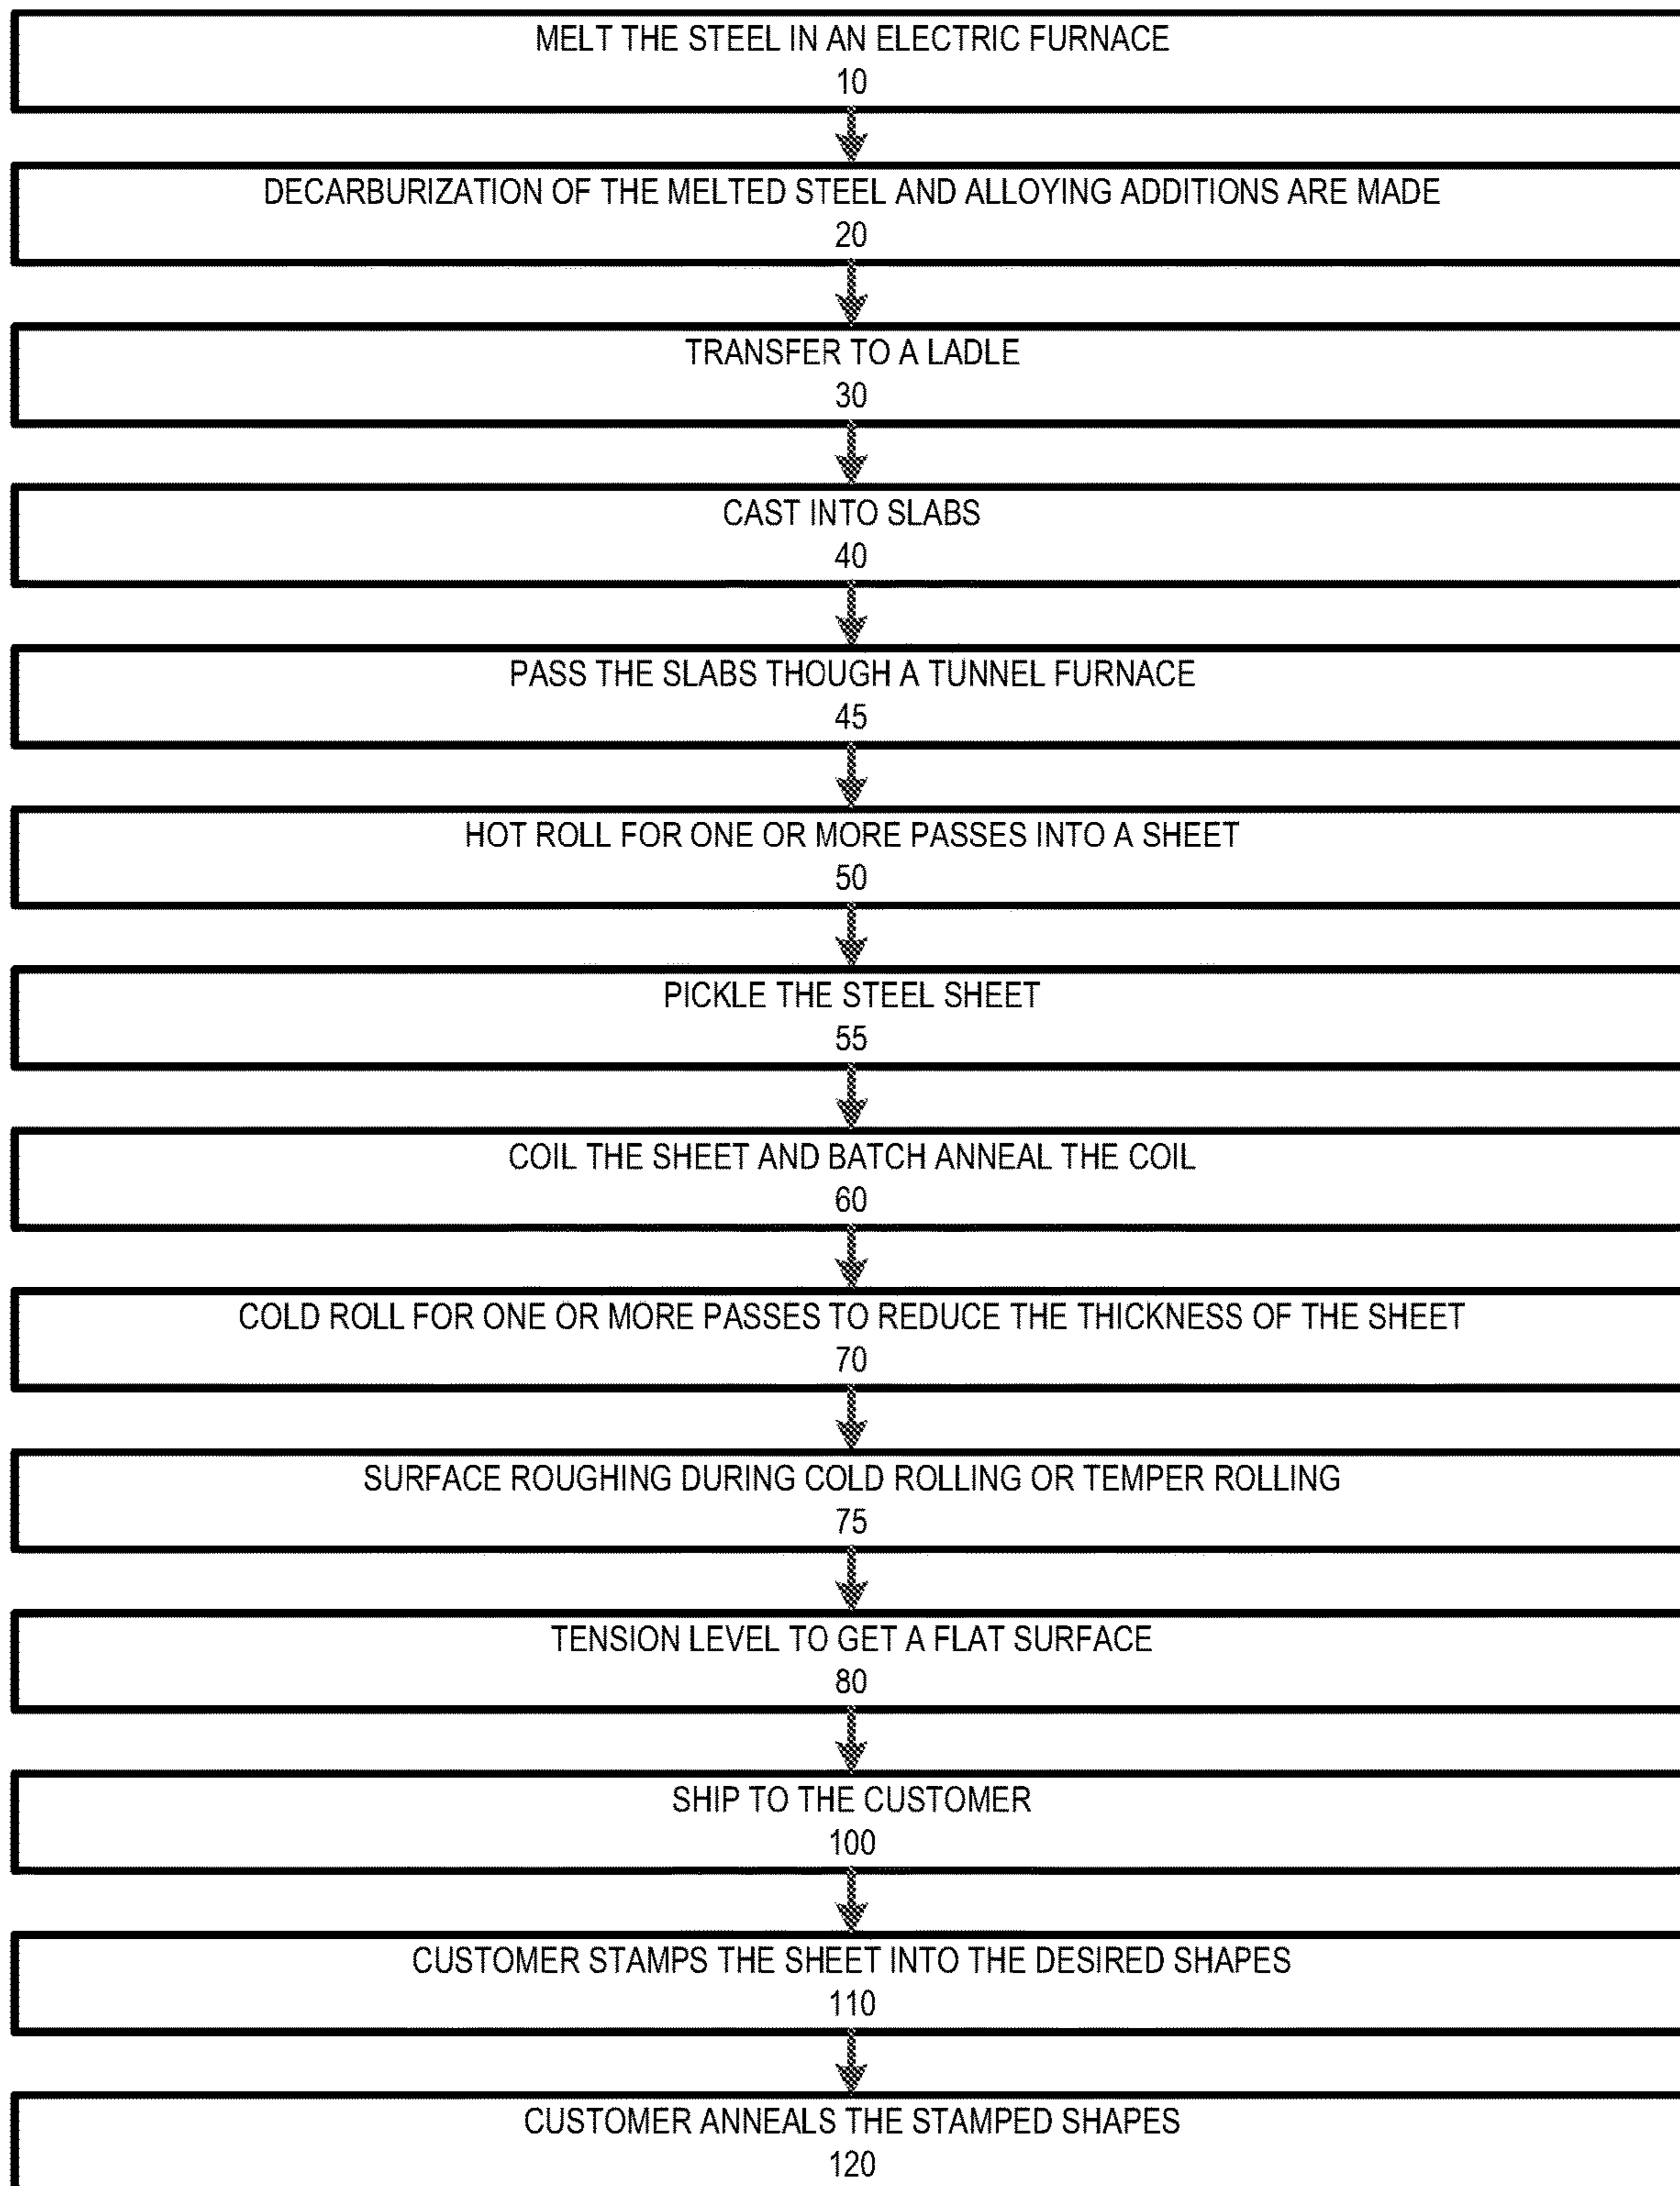 MELT THE STEEL IN AN ELECTRIC FURNACE
10
DECARBURIZATION OF THE MELTED STEEL AND ALLOYING ADDITIONS ARE MADE
20
TRANSFER TO A LADLE
30
CAST INTO SLABS
40
PASS THE SLABS THOUGH A TUNNEL FURNACE
45
HOT ROLL FOR ONE OR MORE PASSES INTO A SHEET
50
PICKLE THE STEEL SHEET
55
COIL THE SHEET AND BATCH ANNEAL THE COIL
60
COLD ROLL FOR ONE OR MORE PASSES TO REDUCE THE THICKNESS OF THE SHEET
70
SURFACE ROUGHING DURING COLD ROLLING OR TEMPER ROLLING
75
TENSION LEVEL TO GET A FLAT SURFACE
80
SHIP TO THE CUSTOMER
100
CUSTOMER STAMPS THE SHEET INTO THE DESIRED SHAPES
110
CUSTOMER ANNEALS THE STAMPED SHAPES
120